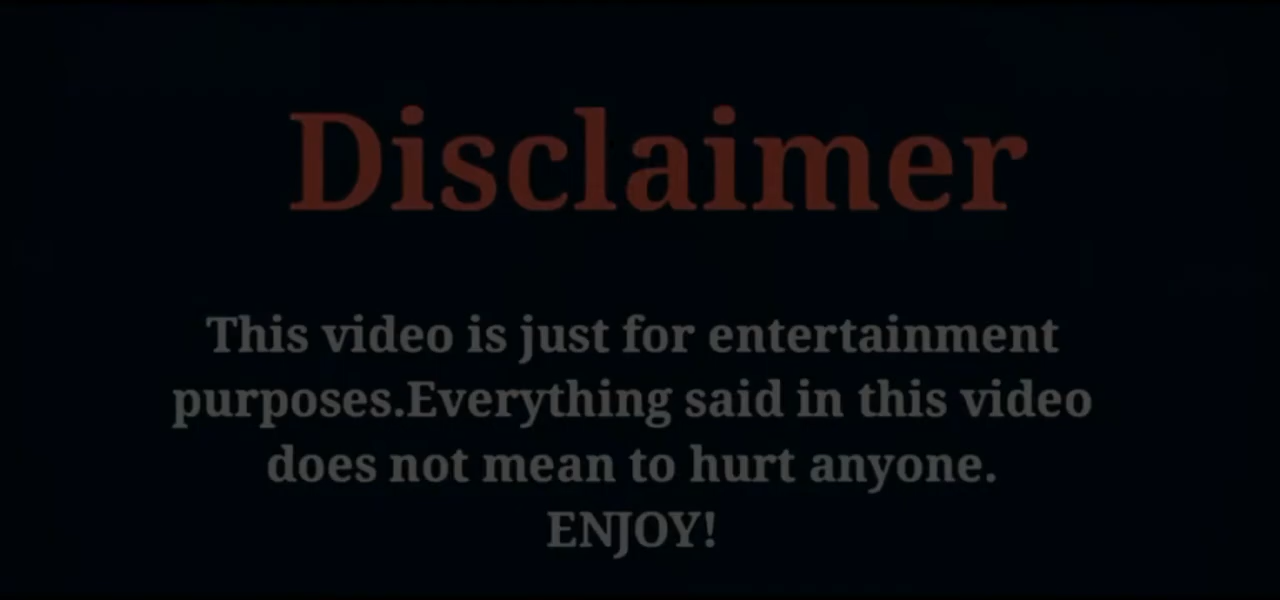 Disclaimer
This video is just for entertainment
purposes.Everything said in this video
does not mean to hurt anyone.
ENJOY!